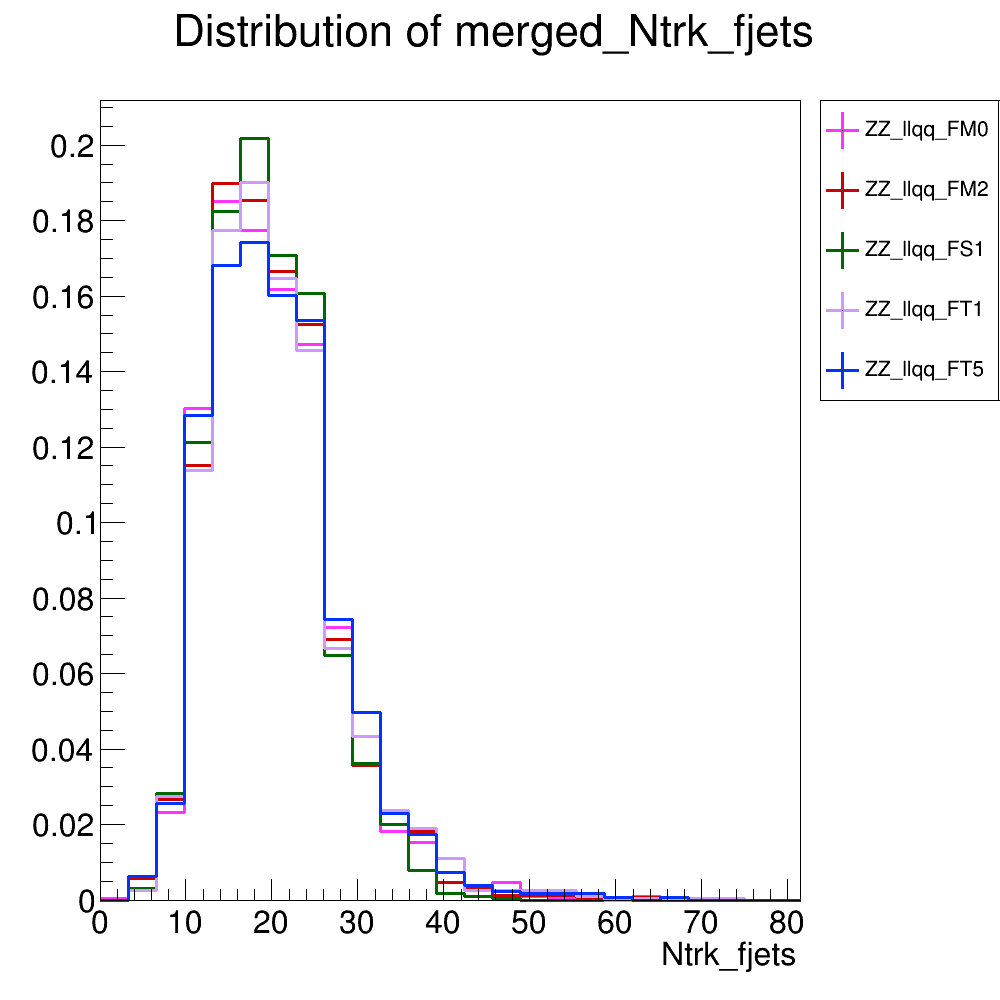 Distribution of merged_Ntrk_fjets
ZZ_llqq_FM0
ZZ_llqq_FM2
ZZ_llqq_FS1
ZZ_llqq_FT1
ZZ_llqq_FT5
0.2
0.18
0.16
0.14
0.12
0.1
0.08
0.06
0.04
0.02
0
0 10 20 30 40 50 60 70 80
Ntrk_fjets